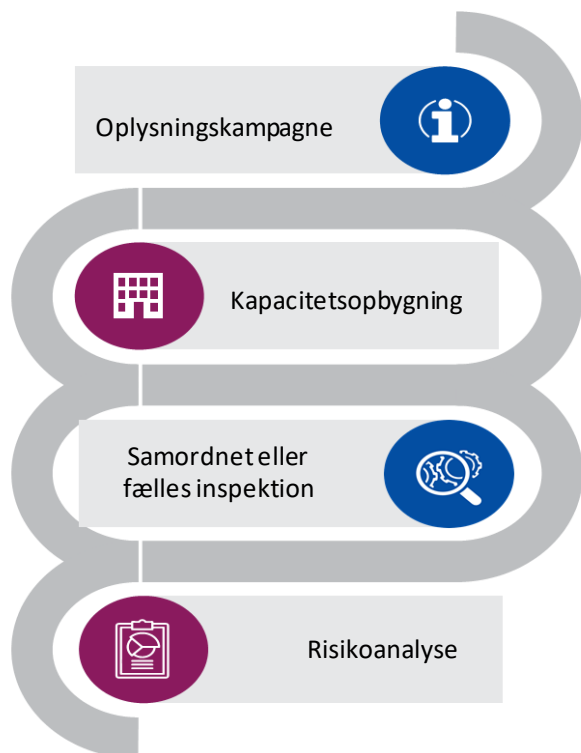 Oplysningskampagne
Kapacitetsopbygning
Samordnet eller
fælles inspektion
Risikoanalyse